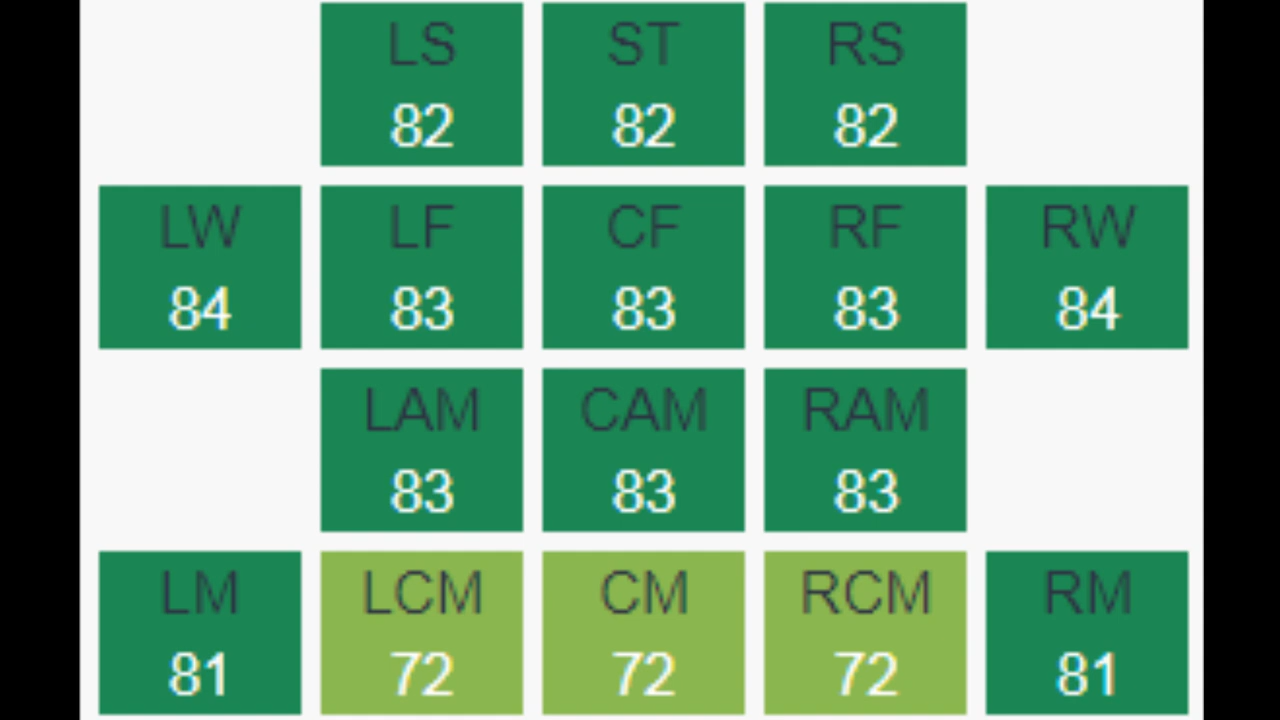 LS ST RS
82 82 82
LW LF CF RF RW
84 83 83 83 84
LAM CAM RAM
83 83 83
LM LCM CM RCM RM
81 72 72 72 81